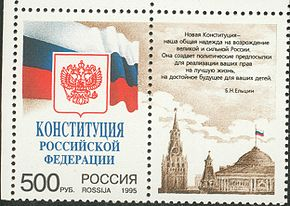 КОНСТИТУЦИЯ
РОССИЙСКОЙ
ФЕДЕРАЦИИ
500 РУБ.
РОССИЯ
ROSSIJA 1995
Новая Конституция—
наша общая надежда на возрождение
великой и сильной России.
Она создает политические предпосылки
для реализации ваших прав
на лучшую жизнь,
на достойное будущее для ваших детей.
Б.Н.Ельцин